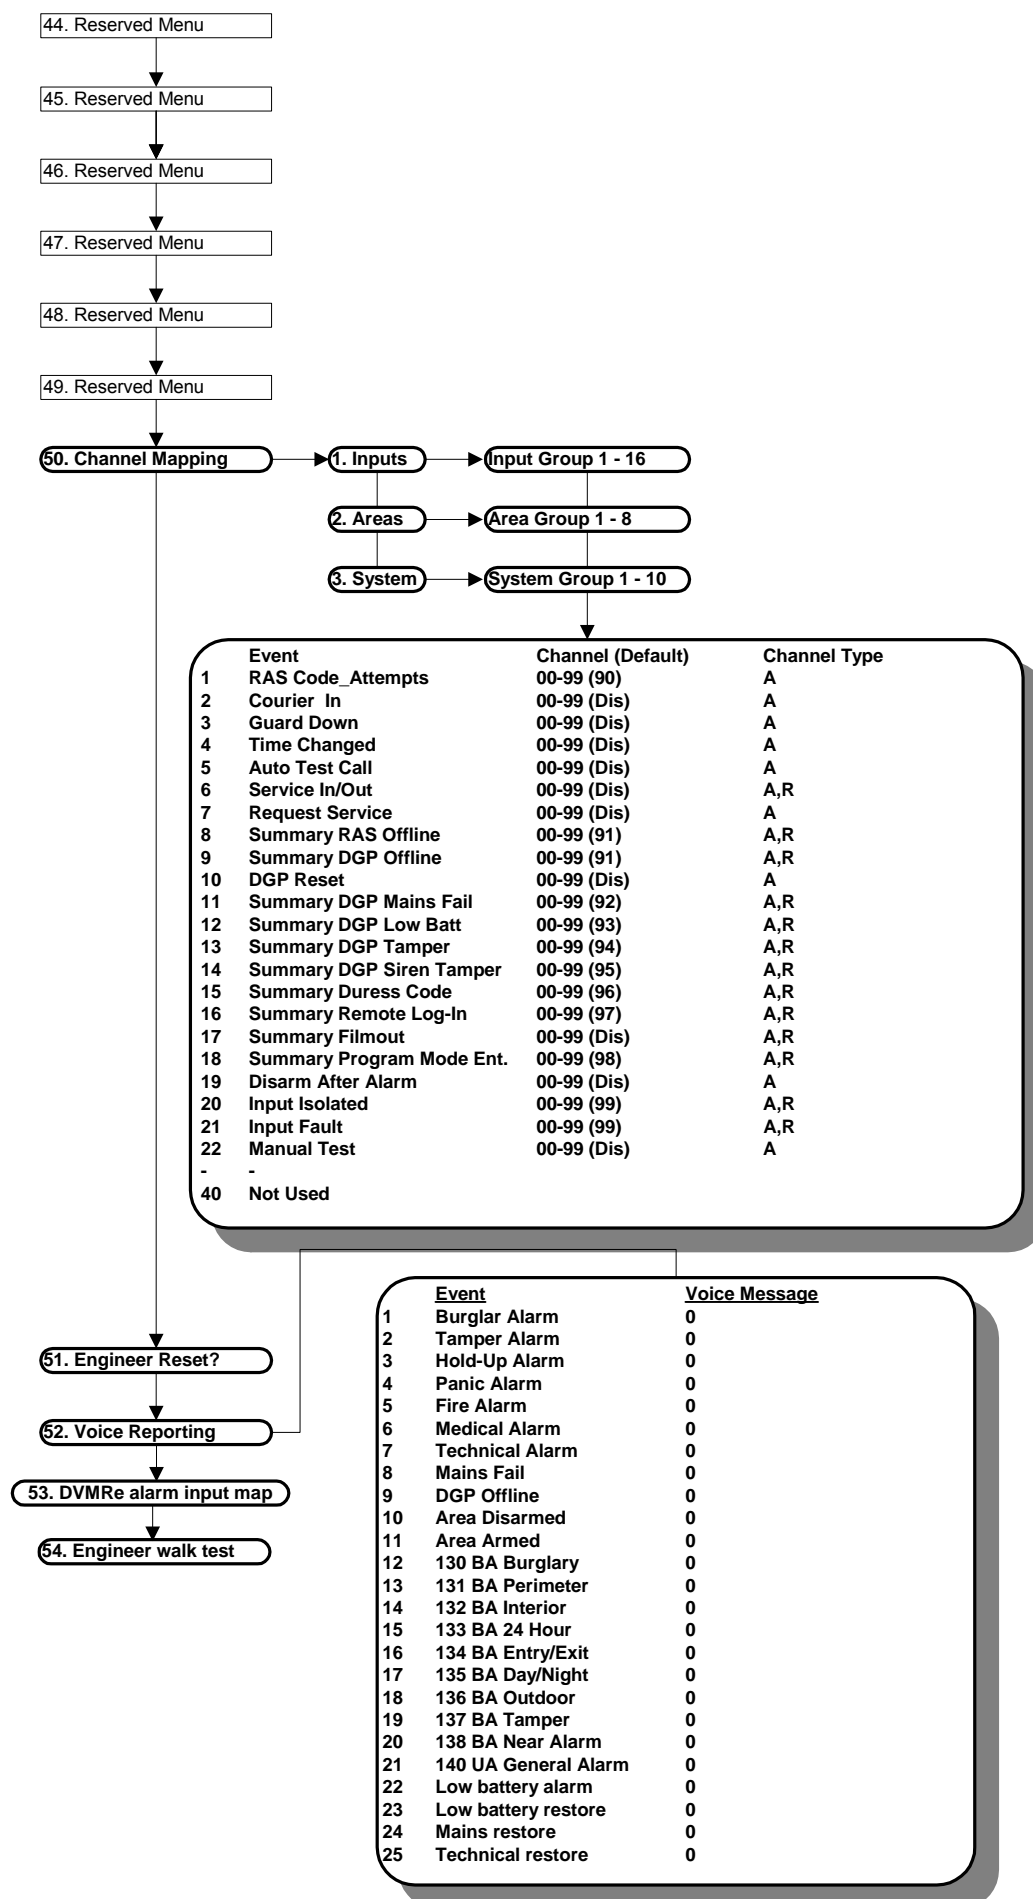 44. Reserved Menu
45. Reserved Menu
46. Reserved Menu
47. Reserved Menu
48. Reserved Menu
49. Reserved Menu
50. Channel Mapping
1. Inputs
Input Group 1 - 16
2. Areas
Area Group 1 - 8
3. System
System Group 1 - 10
Event Channel (Default) Channel Type
1 RAS Code_Attempts 00-99 (90) A
2 Courier In 00-99 (Dis) A
3 Guard Down 00-99 (Dis) A
4 Time Changed 00-99 (Dis) A
5 Auto Test Call 00-99 (Dis) A
6 Service In/Out 00-99 (Dis) A,R
7 Request Service 00-99 (Dis) A
8 Summary RAS Offline 00-99 (91) A,R
9 Summary DGP Offline 00-99 (91) A,R
10 DGP Reset 00-99 (Dis) A
11 Summary DGP Mains Fail 00-99 (92) A,R
12 Summary DGP Low Batt 00-99 (93) A,R
13 Summary DGP Tamper 00-99 (94) A,R
14 Summary DGP Siren Tamper 00-99 (95) A,R
15 Summary Duress Code 00-99 (96) A,R
16 Summary Remote Log-In 00-99 (97) A,R
17 Summary Filmout 00-99 (Dis) A,R
18 Summary Program Mode Ent. 00-99 (98) A,R
19 Disarm After Alarm 00-99 (Dis) A
20 Input Isolated 00-99 (99) A,R
21 Input Fault 00-99 (99) A,R
22 Manual Test 00-99 (Dis) A
- -
40 Not Used
51. Engineer Reset?
52. Voice Reporting
53. DVMRe alarm input map
54. Engineer walk test
Event Voice Message
1 Burglar Alarm 0
2 Tamper Alarm 0
3 Hold-Up Alarm 0
4 Panic Alarm 0
5 Fire Alarm 0
6 Medical Alarm 0
7 Technical Alarm 0
8 Mains Fail 0
9 DGP Offline 0
10 Area Disarmed 0
11 Area Armed 0
12 130 BA Burglary 0
13 131 BA Perimeter 0
14 132 BA Interior 0
15 133 BA 24 Hour 0
16 134 BA Entry/Exit 0
17 135 BA Day/Night 0
18 136 BA Outdoor 0
19 137 BA Tamper 0
20 138 BA Near Alarm 0
21 140 UA General Alarm 0
22 Low battery alarm 0
23 Low battery restore 0
24 Mains restore 0
25 Technical restore 0